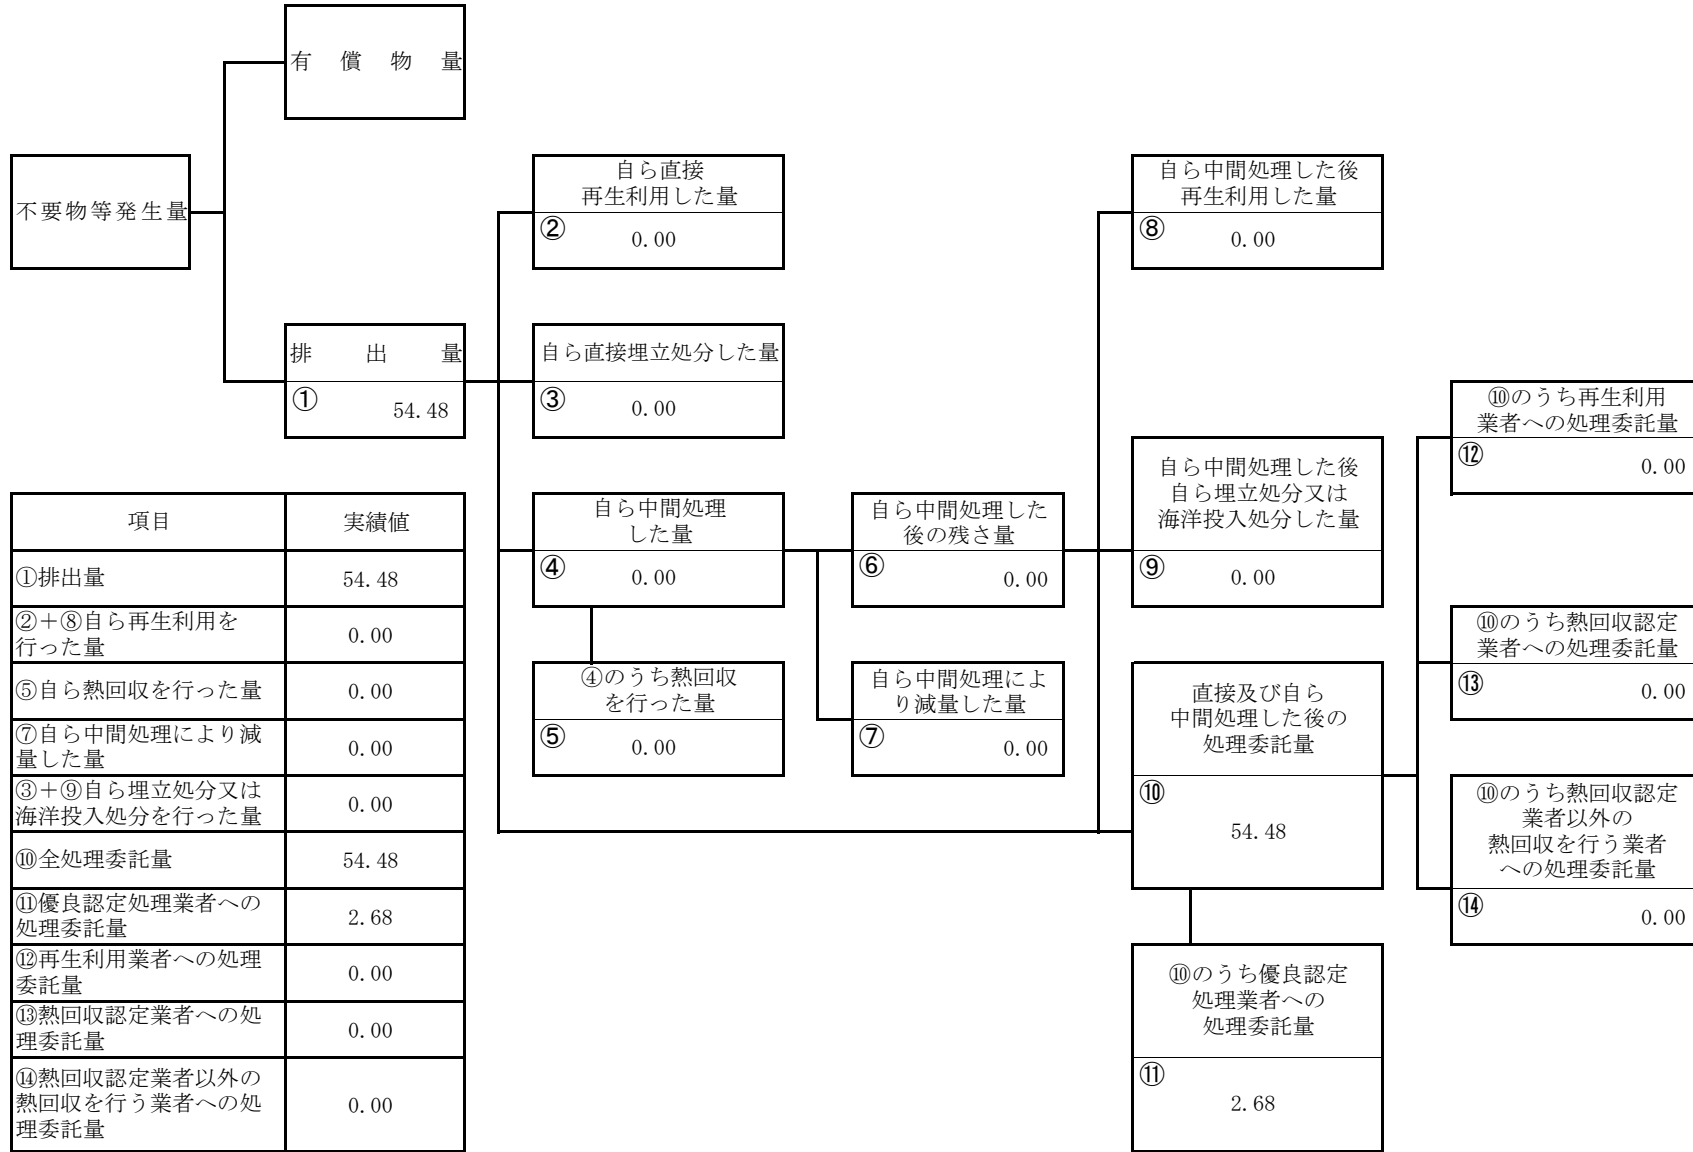 有償物量
不要物等発生量
排出量
①
54.48
自ら直接
再生利用した量
②
0.00
自ら直接埋立処分した量
③
0.00
自ら中間処理
した量
④
0.00
④のうち熱回収
を行った量
⑤
0.00
自ら中間処理した
後の残さ量
⑥
0.00
自ら中間処理によ
り減量した量
⑦
0.00
自ら中間処理した後
再生利用した量
⑧
0.00
自ら中間処理した後
自ら埋立処分又は
海洋投入処分した量
⑨
0.00
直接及び自ら
中間処理した後の
処理委託量
⑩
54.48
⑩のうち優良認定
処理業者への
処理委託量
⑪
2.68
⑩のうち再生利用
業者への処理委託量
⑫
0.00
⑩のうち熱回収認定
業者への処理委託量
⑬
0.00
⑩のうち熱回収認定
業者以外の
熱回収を行う業者
への処理委託量
⑭
0.00
項目 実績値
①排出量 54.48
②＋⑧自ら再生利用を
行った量 0.00
⑤自ら熱回収を行った量 0.00
⑦自ら中間処理により減
量した量 0.00
③＋⑨自ら埋立処分又は
海洋投入処分を行った量 0.00
⑩全処理委託量 54.48
⑪優良認定処理業者への
処理委託量 2.68
⑫再生利用業者への処理
委託量 0.00
⑬熱回収認定業者への処
理委託量 0.00
⑭熱回収認定業者以外の
熱回収を行う業者への処 0.00
理委託量